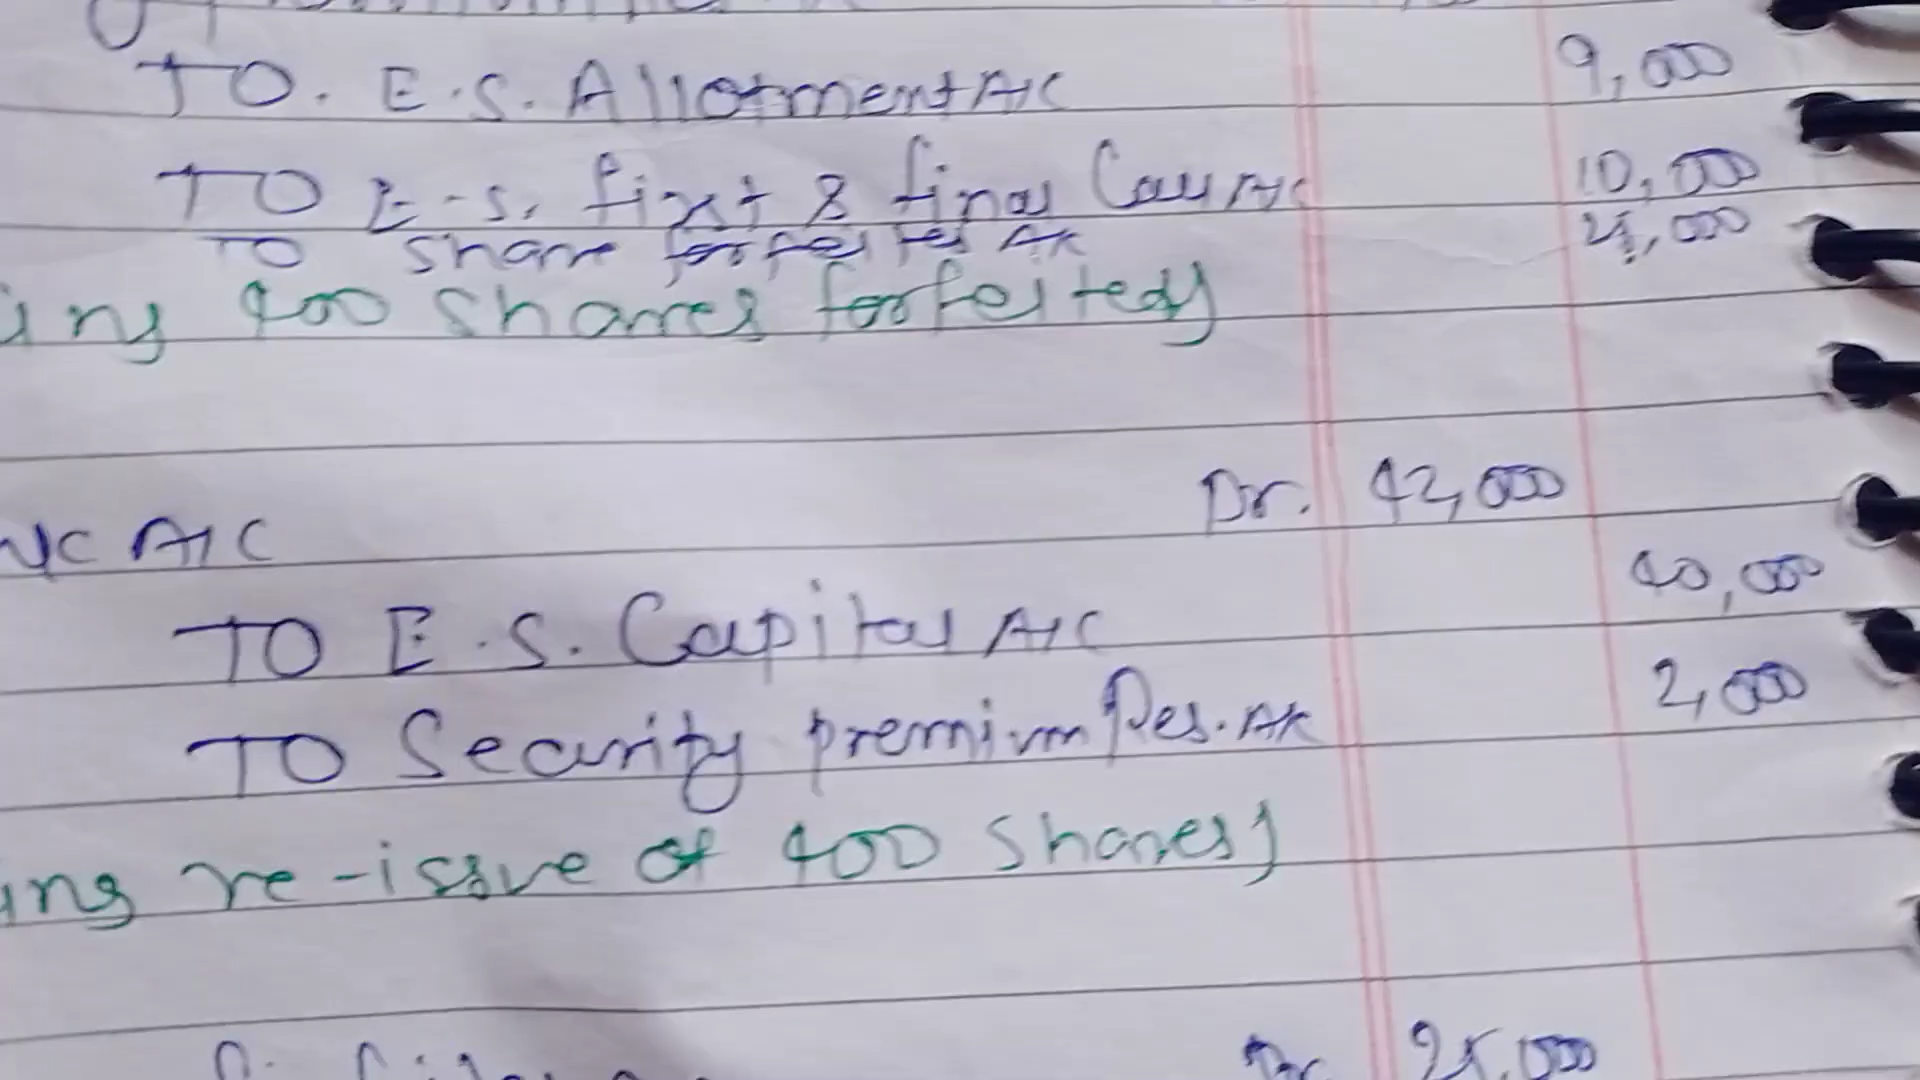 TO. E.S. Allotment A/C 9,000
TO E-S. first & final Call A/C 10,000
TO Share forfeited A/c 25,000
ing 400 Shares forfeited)
Dr. 42,000
A/C
40,000
TO E.S. Capital A/C
2,000
TO Security premium Res. A/c
ing re-issue of 400 Shares)
Dr. 25,000